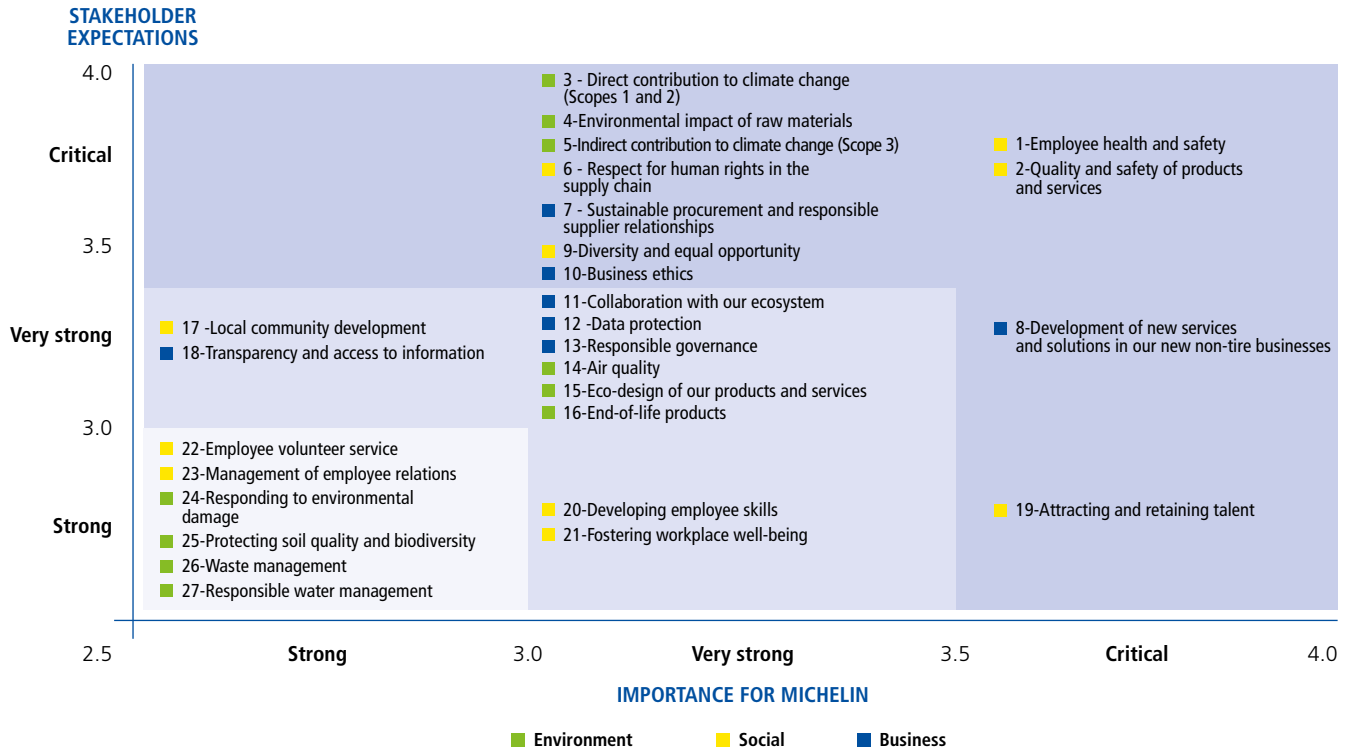 STAKEHOLDER
EXPECTATIONS
4.0
Critical
3.5
Very strong
3.0
Strong
2.5
3 - Direct contribution to climate change
(Scopes 1 and 2)
4-Environmental impact of raw materials
5-Indirect contribution to climate change (Scope 3)
6 - Respect for human rights in the
supply chain
7 - Sustainable procurement and responsible
supplier relationships
9-Diversity and equal opportunity
10-Business ethics
1-Employee health and safety
2-Quality and safety of products
and services
17 -Local community development
18-Transparency and access to information
11-Collaboration with our ecosystem
12 -Data protection
13-Responsible governance
14-Air quality
15-Eco-design of our products and services
16-End-of-life products
8-Development of new services
and solutions in our new non-tire businesses
22-Employee volunteer service
23-Management of employee relations
24-Responding to environmental
damage
25-Protecting soil quality and biodiversity
26-Waste management
27-Responsible water management
20-Developing employee skills
21-Fostering workplace well-being
19-Attracting and retaining talent
Strong
3.0
Very strong
3.5
Critical
4.0
IMPORTANCE FOR MICHELIN
Environment
Social
Business